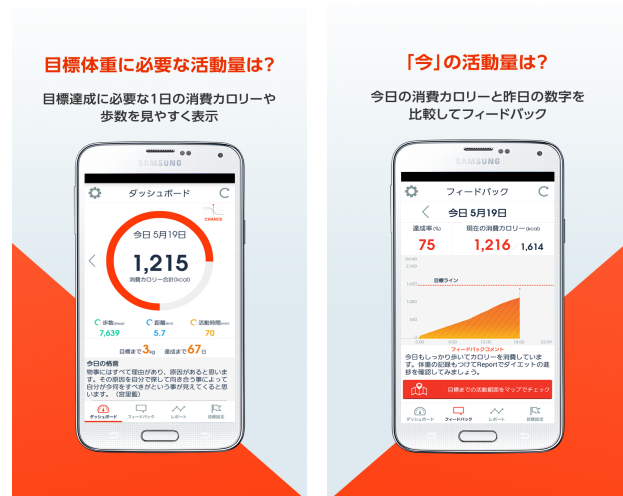 目標体重に必要な活動量は?
目標達成に必要な1日の消費カロリーや
歩数を見やすく表示
SAMSUNG
ダッシュボード
CHANCE
今日 5月19日
1,215
消費カロリー合計(kcal)
歩数
距離
活動時間
7,639
5.7
70
目標まで3kg 達成まで67日
今日の格言
物事にはすべて理由があり、原因があると思いま
す。その原因を自分で探して向き合う事によって
自分が今何をすべきかという事が見えてくると思
います。（宮里藍）
ダッシュボード フィードバック レポート 目標設定
「今」の活動量は?
今日の消費カロリーと昨日の数字を
比較してフィードバック
SAMSUNG
フィードバック
今日 5月19日
達成率(%) 現在の消費カロリー(kcal)
75 1,216 1,614
目標ライン
0:00 6:00 12:00 18:00 23:59
フィードバックコメント
今日もしっかり歩いてカロリーを消費していま
す。体重の記録もつけてReportでダイエットの進
捗を確認してみましょう。
目標までの活動範囲をマップでチェック
ダッシュボード フィードバック レポート 目標設定